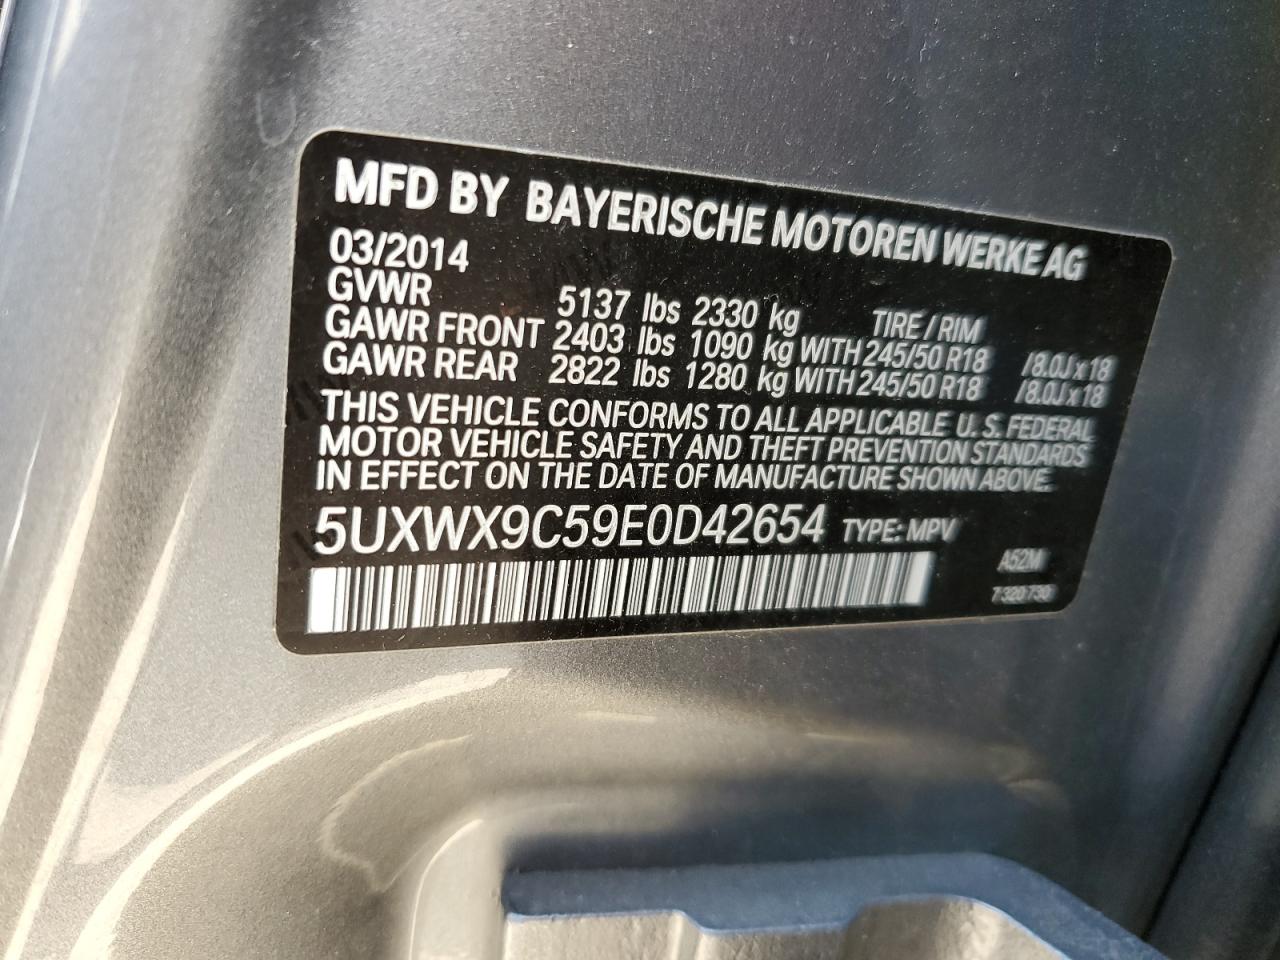 MFD BY BAYERISCHE MOTOREN WERKE AG
03/2014
GVWR 5137 lbs 2330 kg TIRE / RIM
GAWR FRONT 2403 lbs 1090 kg WITH 245/50 R18 /8.0J x 18
GAWR REAR 2822 lbs 1280 kg WITH 245/50 R18 /8.0J x 18
THIS VEHICLE CONFORMS TO ALL APPLICABLE U.S. FEDERAL
MOTOR VEHICLE SAFETY AND THEFT PREVENTION STANDARDS
IN EFFECT ON THE DATE OF MANUFACTURE SHOWN ABOVE.
5UXWX9C59E0D42654 TYPE: MPV
A52M
7 320 730